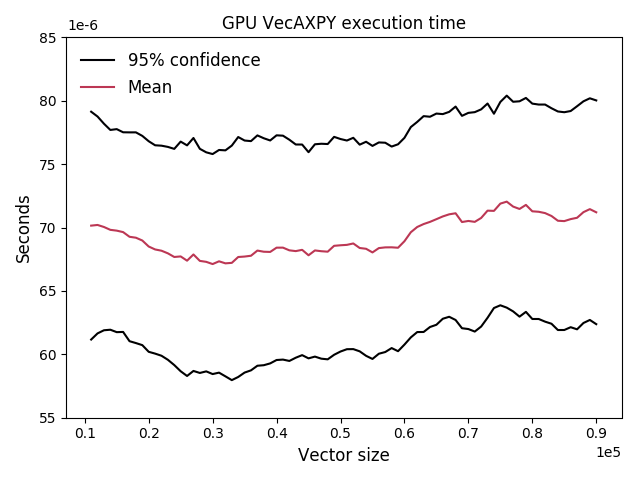 GPU VecAXPY execution time
1e-6
95% confidence
Mean
Seconds
85
80
75
70
65
60
55
0.1 0.2 0.3 0.4 0.5 0.6 0.7 0.8 0.9
1e5
Vector size